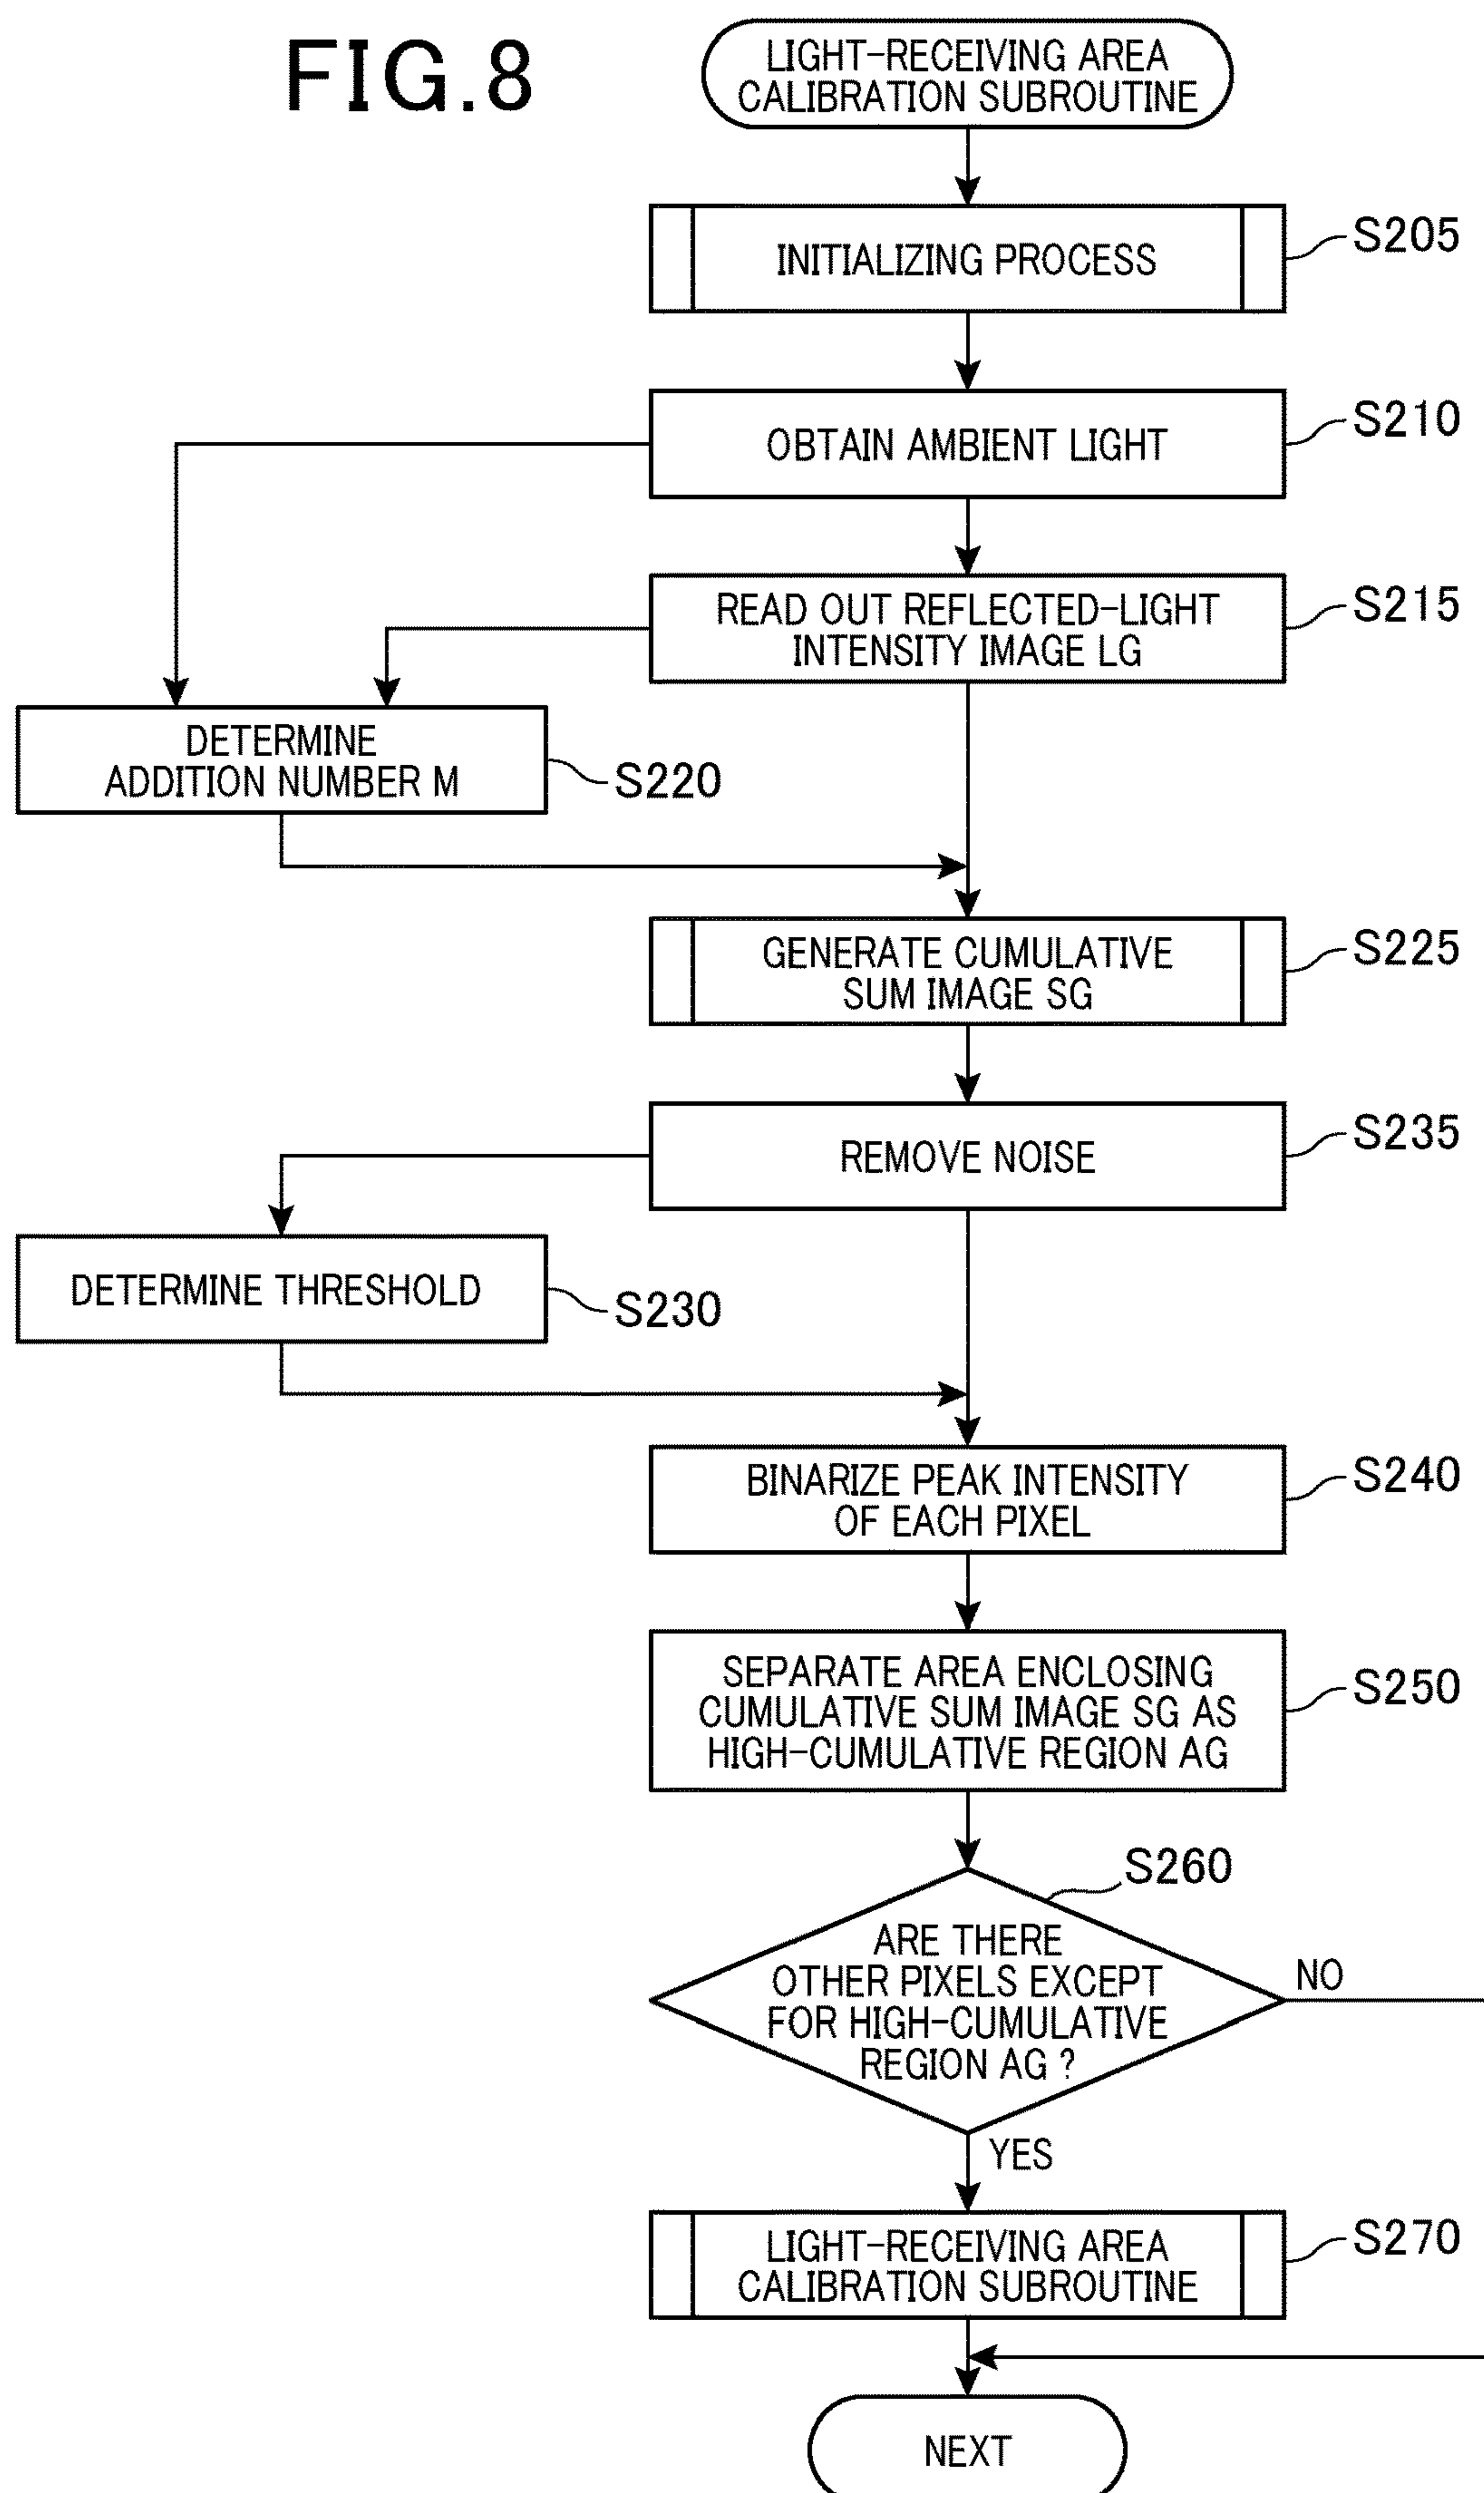 FIG.8
LIGHT-RECEIVING AREA
CALIBRATION SUBROUTINE
INITIALIZING PROCESS
S205
OBTAIN AMBIENT LIGHT
S210
READ OUT REFLECTED-LIGHT
INTENSITY IMAGE LG
S215
DETERMINE
ADDITION NUMBER M
S220
GENERATE CUMULATIVE
SUM IMAGE SG
S225
REMOVE NOISE
S235
DETERMINE THRESHOLD
S230
BINARIZE PEAK INTENSITY
OF EACH PIXEL
S240
SEPARATE AREA ENCLOSING
CUMULATIVE SUM IMAGE SG AS
HIGH-CUMULATIVE REGION AG
S250
S260
ARE THERE
OTHER PIXELS EXCEPT
FOR HIGH-CUMULATIVE
REGION AG ?
NO
YES
LIGHT-RECEIVING AREA
CALIBRATION SUBROUTINE
S270
NEXT